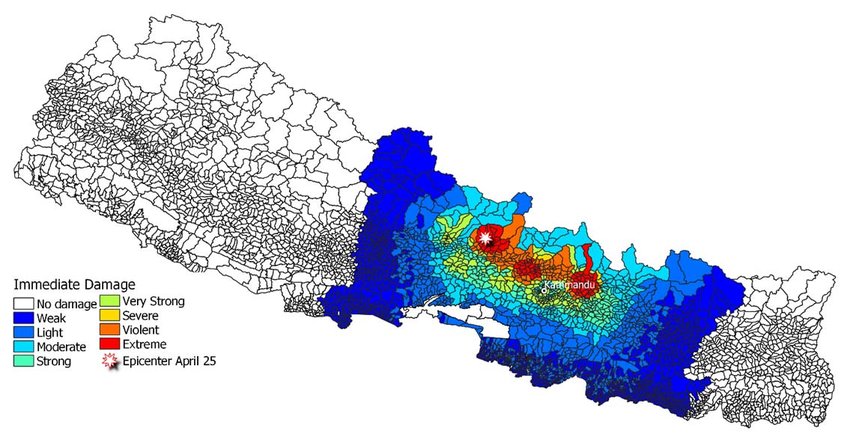 Immediate Damage
No damage
Weak
Light
Moderate
Strong
Very Strong
Severe
Violent
Extreme
Epicenter April 25
Kathmandu